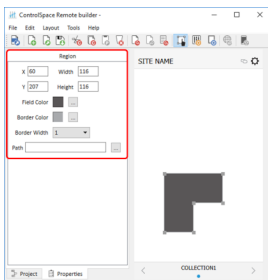 ControlSpace Remote builder -
File Edit Layout Tools Help
Region
X 60 Width 116
Y 207 Height 116
Field Color ...
Border Color ...
Border Width 1
Path ...
SITE NAME
COLLECTION1
Project Properties